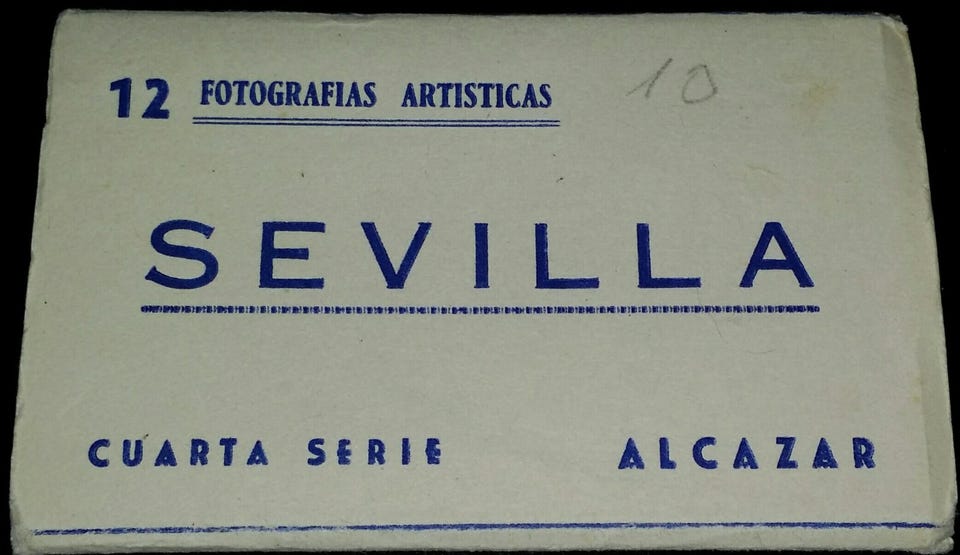 12 FOTOGRAFIAS ARTISTICAS 10
SEVILLA
CUARTA SERIE ALCAZAR